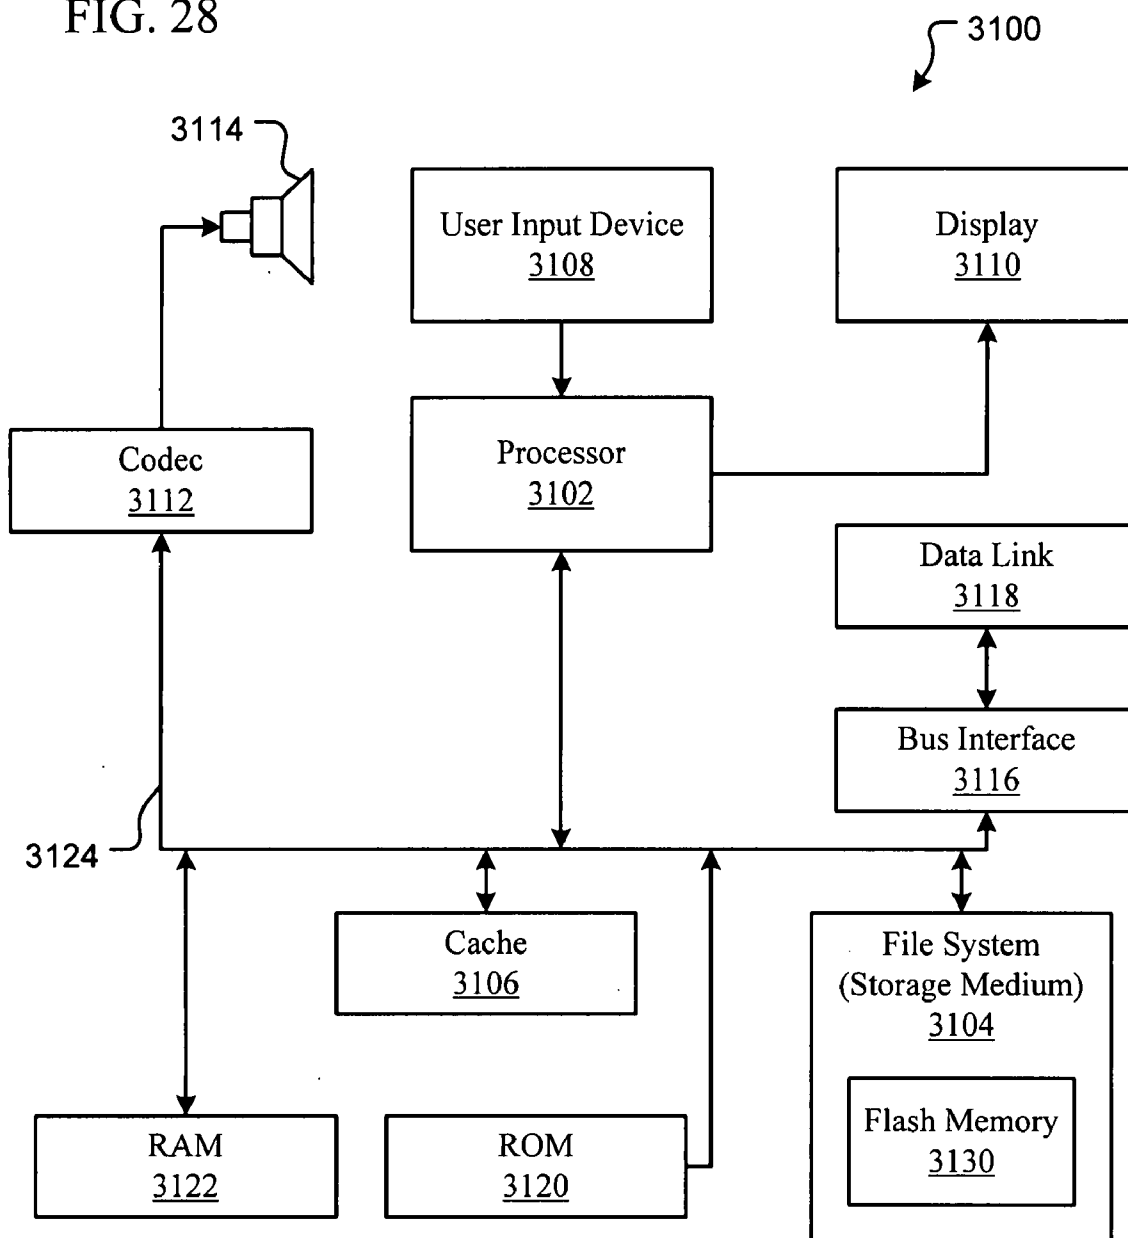 FIG. 28
3100
3114
User Input Device
3108
Display
3110
Codec
3112
Processor
3102
Data Link
3118
Bus Interface
3116
3124
Cache
3106
File System
(Storage Medium)
3104
Flash Memory
3130
RAM
3122
ROM
3120